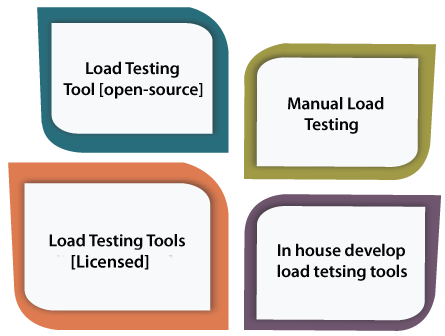 Load Testing
Tool [open-source]
Manual Load
Testing
Load Testing Tools
[Licensed]
In house develop
load tetsing tools